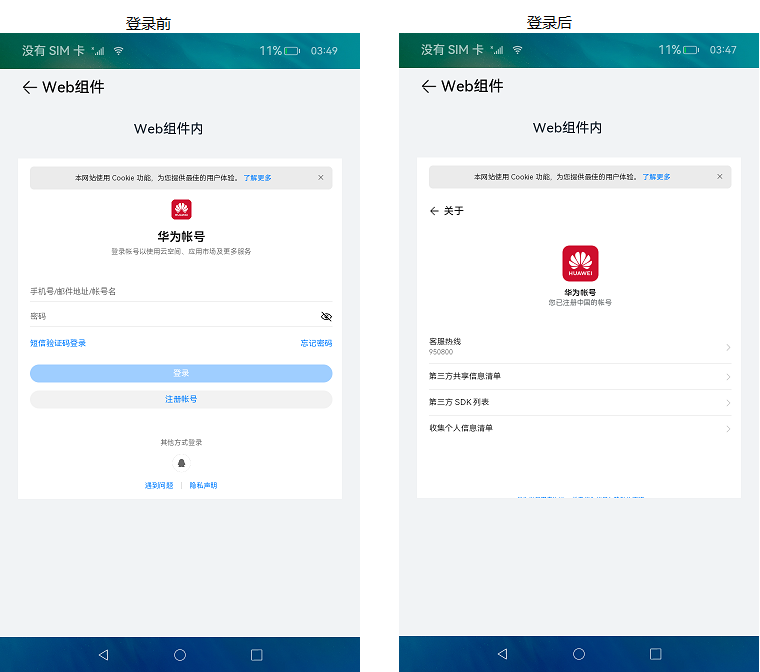 登录前
没有 SIM 卡
11%
03:49
Web组件
Web组件内
本网站使用 Cookie 功能，为您提供最佳的用户体验。 了解更多
HUAWEI
华为帐号
登录帐号以使用云空间、应用市场及更多服务
手机号/邮件地址/帐号名
密码
短信验证码登录
忘记密码
登录
注册帐号
其他方式登录
遇到问题
隐私声明
登录后
没有 SIM 卡
11%
03:47
Web组件
Web组件内
本网站使用 Cookie 功能，为您提供最佳的用户体验。 了解更多
关于
HUAWEI
华为帐号
您已注册中国的帐号
客服热线
950800
第三方共享信息清单
第三方 SDK 列表
收集个人信息清单